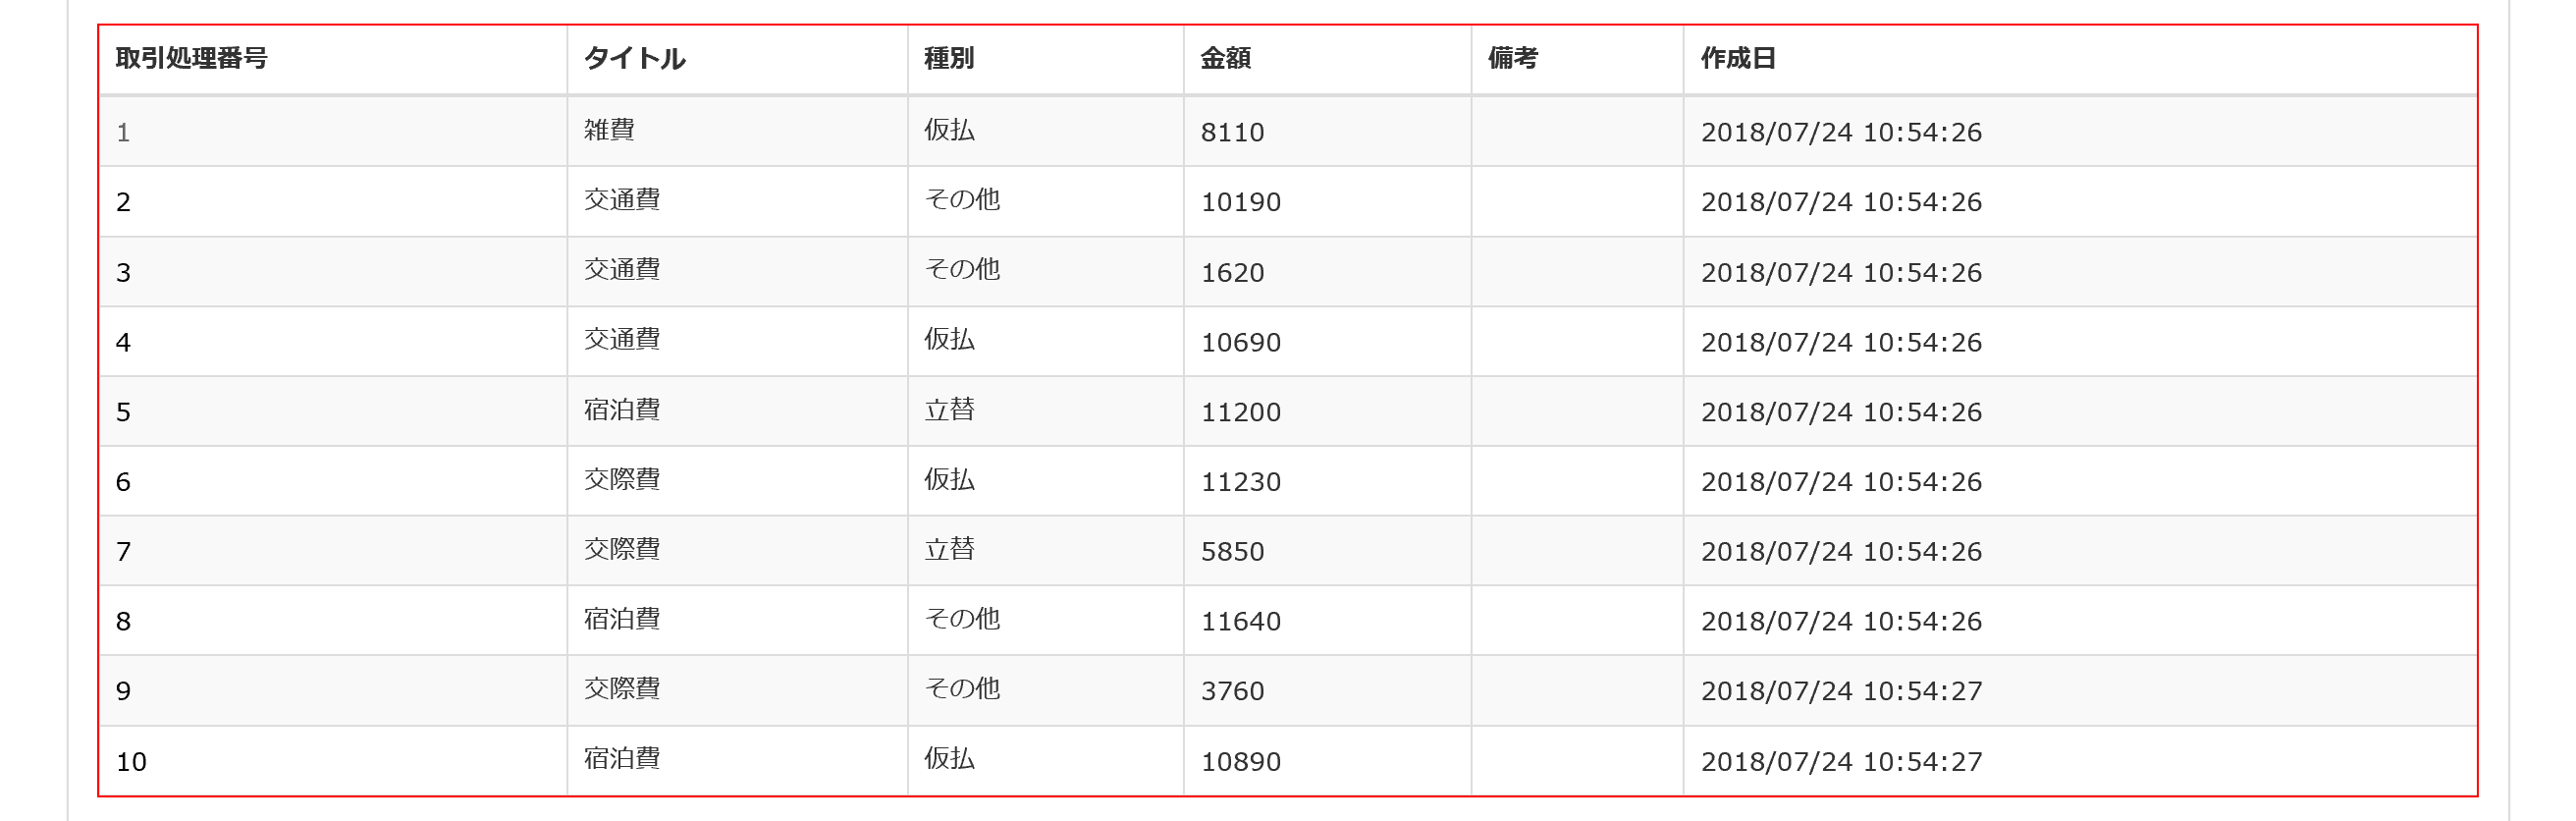 取引処理番号 タイトル 種別 金額 備考 作成日
1 雑費 仮払 8110 2018/07/24 10:54:26
2 交通費 その他 10190 2018/07/24 10:54:26
3 交通費 その他 1620 2018/07/24 10:54:26
4 交通費 仮払 10690 2018/07/24 10:54:26
5 宿泊費 立替 11200 2018/07/24 10:54:26
6 交際費 仮払 11230 2018/07/24 10:54:26
7 交際費 立替 5850 2018/07/24 10:54:26
8 宿泊費 その他 11640 2018/07/24 10:54:26
9 交際費 その他 3760 2018/07/24 10:54:27
10 宿泊費 仮払 10890 2018/07/24 10:54:27